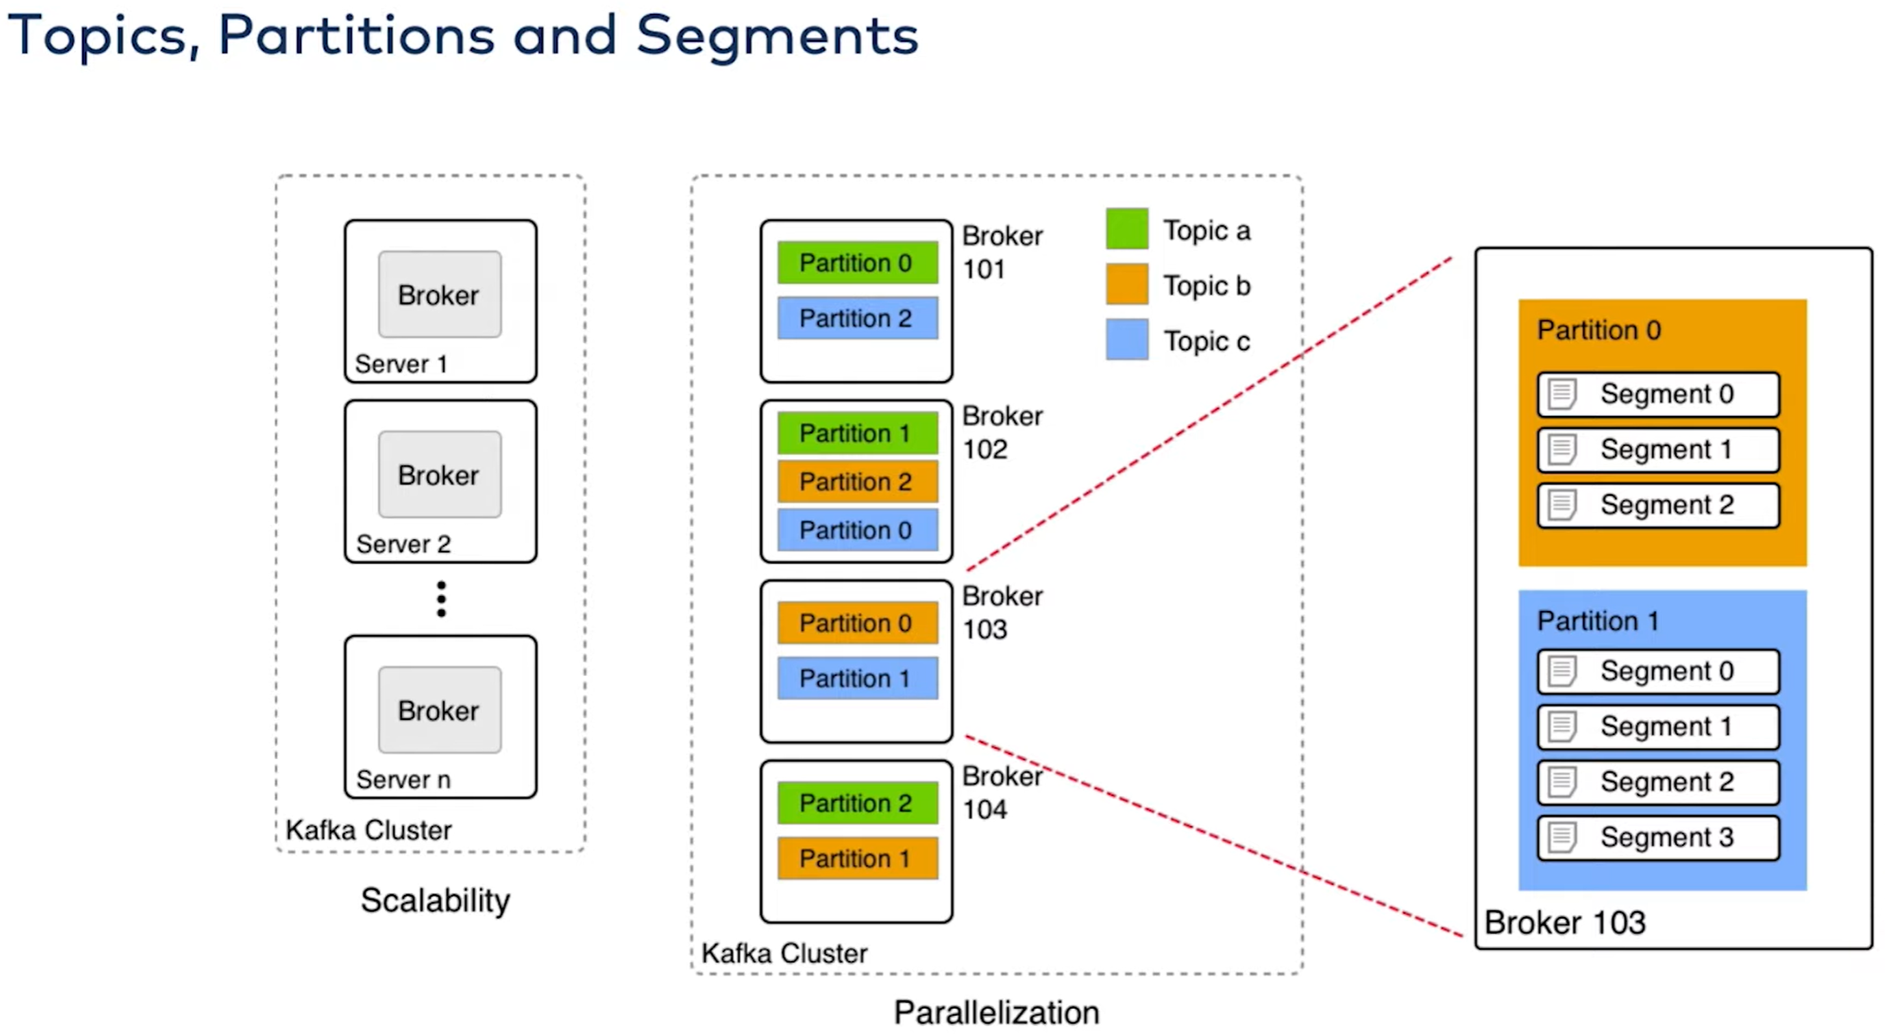 Topics, Partitions and Segments
Broker
Server 1
Broker
Server 2
Broker
Server n
Kafka Cluster
Scalability
Partition 0
Partition 2
Broker
101
Partition 1
Partition 2
Partition 0
Broker
102
Partition 0
Partition 1
Broker
103
Partition 2
Partition 1
Broker
104
Topic a
Topic b
Topic c
Kafka Cluster
Parallelization
Partition 0
Segment 0
Segment 1
Segment 2
Partition 1
Segment 0
Segment 1
Segment 2
Segment 3
Broker 103